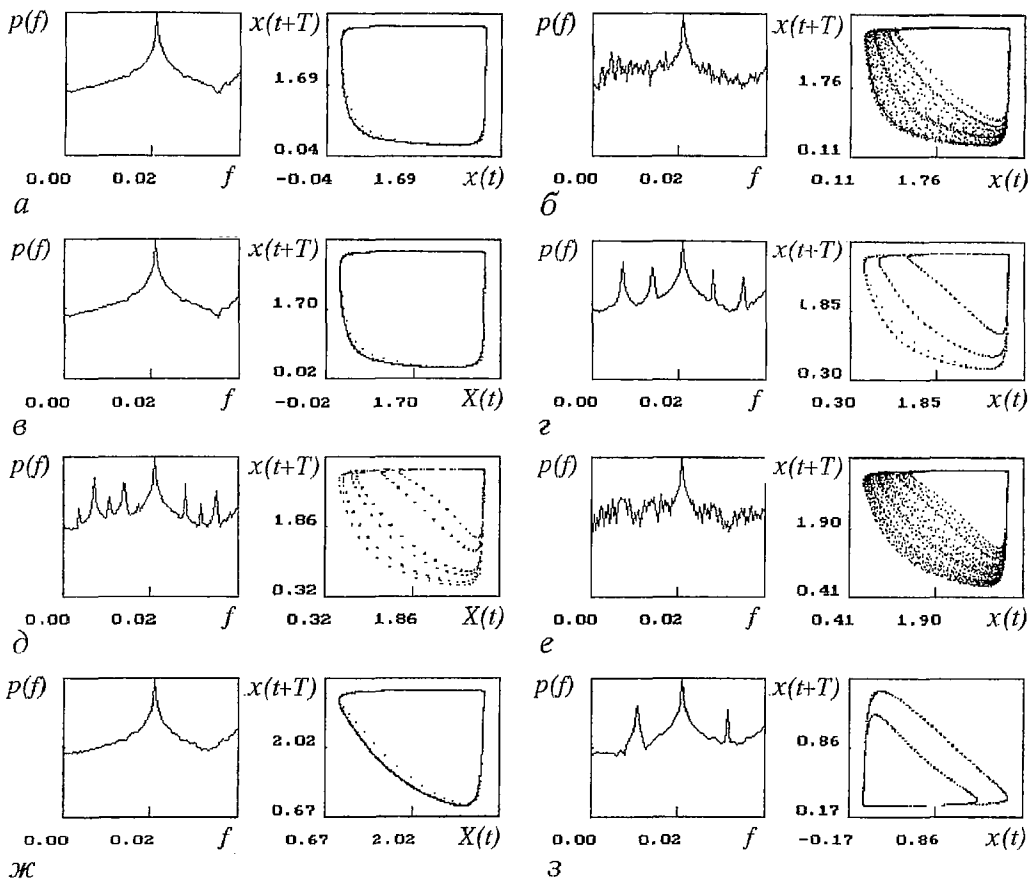 p(f) x(t+T) 1.69 0.04 0.00 0.02 f -0.04 1.69 x(t)
а
p(f) x(t+T) 1.76 0.11 0.00 0.02 f 0.11 1.76 x(t)
б
p(f) x(t+T) 1.70 0.02 0.00 0.02 f -0.02 1.70 X(t)
в
p(f) x(t+T) 1.85 0.30 0.00 0.02 f 0.30 1.85 x(t)
г
p(f) x(t+T) 1.86 0.32 0.00 0.02 f 0.32 1.86 X(t)
д
p(f) x(t+T) 1.90 0.41 0.00 0.02 f 0.41 1.90 x(t)
е
p(f) x(t+T) 2.02 0.67 0.00 0.02 f 0.67 2.02 X(t)
ж
p(f) x(t+T) 0.86 0.17 0.00 0.02 f -0.17 0.86 x(t)
з